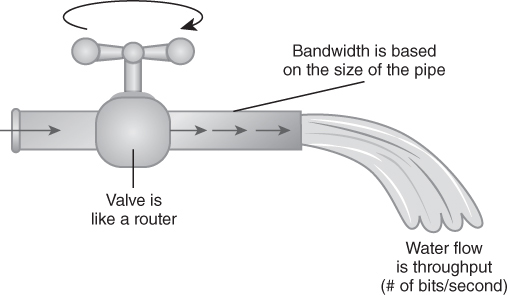 Bandwidth is based
on the size of the pipe
Valve is
like a router
Water flow
is throughput
(# of bits/second)